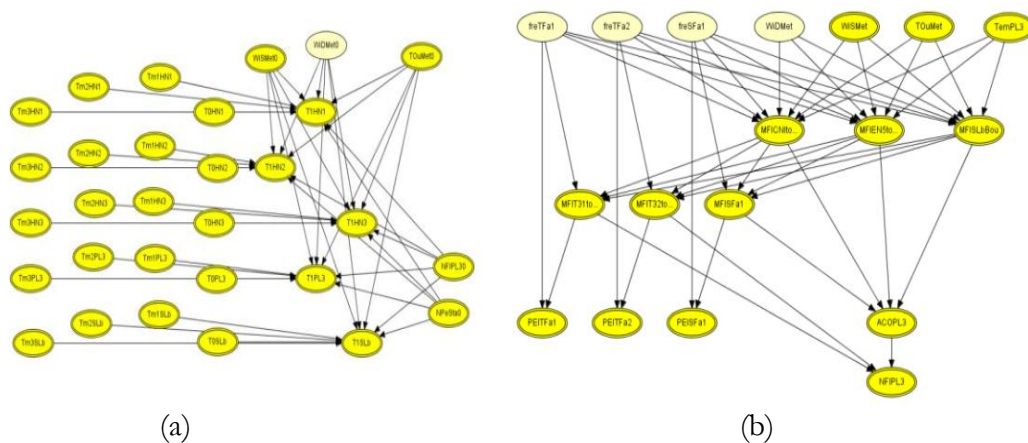 freTFa1 freTFa2 freSFa1 WiDMet WiSMet TOuMet TemPL3
WiDMet0
WiSMet0 TOuMet0
Tm1HN1
Tm2HN1
Tm3HN1 T0HN1 T1HN1
MFICNIto... MFIEN5to... MFISLbBou
Tm1HN2
Tm2HN2
Tm3HN2 T0HN2 T1HN2
Tm1HN3
Tm2HN3
Tm3HN3 T0HN3 T1HN3
MFIT31to... MFIT32to... MFISFa1
Tm1PL3
Tm2PL3
Tm3PL3 T0PL3 T1PL3
NFIPL30
NPeSta0
Tm1SLb
Tm2SLb
Tm3SLb T0SLb T1SLb
PEITFa1 PEITFa2 PEISFa1 ACOPL3
NFIPL3
(a) (b)